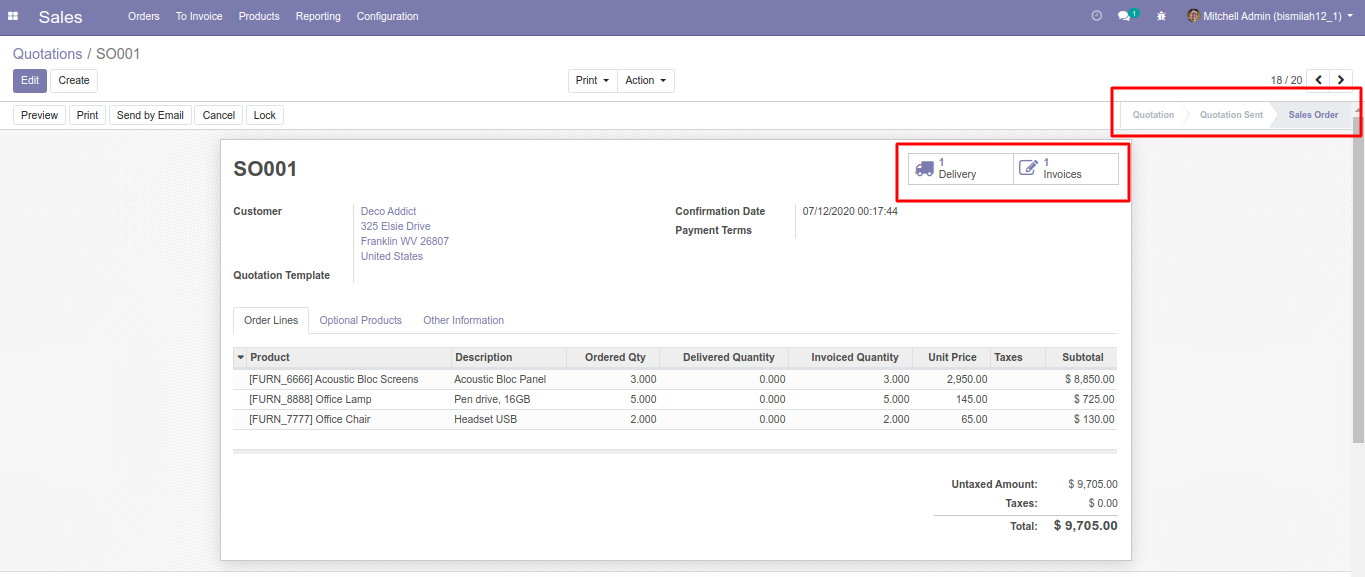 Sales Orders To Invoice Products Reporting Configuration 1 Mitchell Admin (bismilah12_1)
Quotations / SO001
Edit Create Print Action 18 / 20
Preview Print Send by Email Cancel Lock Quotation Quotation Sent Sales Order
SO001
1 Delivery
1 Invoices
Customer Deco Addict
325 Elsie Drive
Franklin WV 26807
United States
Quotation Template
Confirmation Date 07/12/2020 00:17:44
Payment Terms
Order Lines Optional Products Other Information
Product Description Ordered Qty Delivered Quantity Invoiced Quantity Unit Price Taxes Subtotal
[FURN_6666] Acoustic Bloc Screens Acoustic Bloc Panel 3.000 0.000 3.000 2,950.00 $ 8,850.00
[FURN_8888] Office Lamp Pen drive, 16GB 5.000 0.000 5.000 145.00 $ 725.00
[FURN_7777] Office Chair Headset USB 2.000 0.000 2.000 65.00 $ 130.00
Untaxed Amount: $ 9,705.00
Taxes: $ 0.00
Total: $ 9,705.00